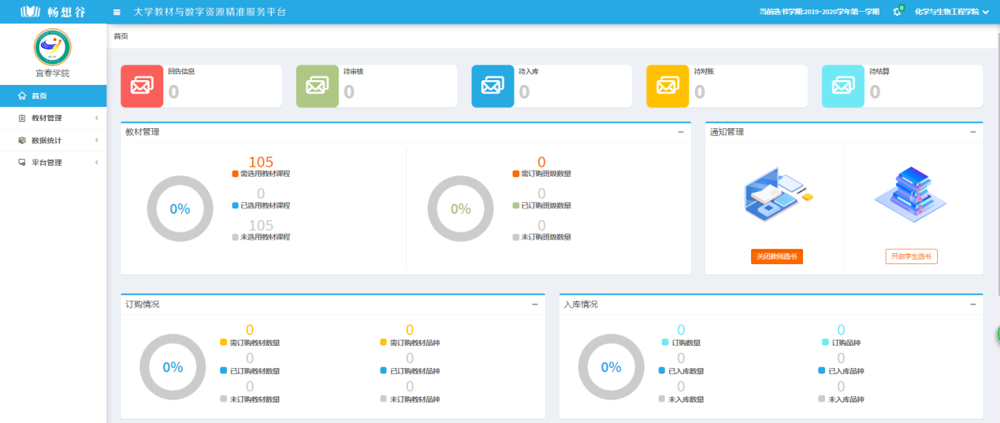 畅想谷
大学教材与数字资源精准服务平台
当前选书学期:2019-2020学年第一学期
0
化学与生物工程学院
宜春学院
首页
教材管理
数据统计
平台管理
首页
回告信息
0
待审核
0
待入库
0
待对账
0
待结算
0
教材管理
0%
105
需选用教材课程
0
已选用教材课程
105
未选用教材课程
0%
0
需订购班级数量
0
已订购班级数量
0
未订购班级数量
通知管理
关闭教师选书
开启学生选书
订购情况
0%
0
需订购教材数量
0
已订购教材数量
0
未订购教材数量
0
需订购教材品种
0
已订购教材品种
0
未订购教材品种
入库情况
0%
0
订购数量
0
已入库数量
0
未入库数量
0
订购品种
0
已入库品种
0
未入库品种